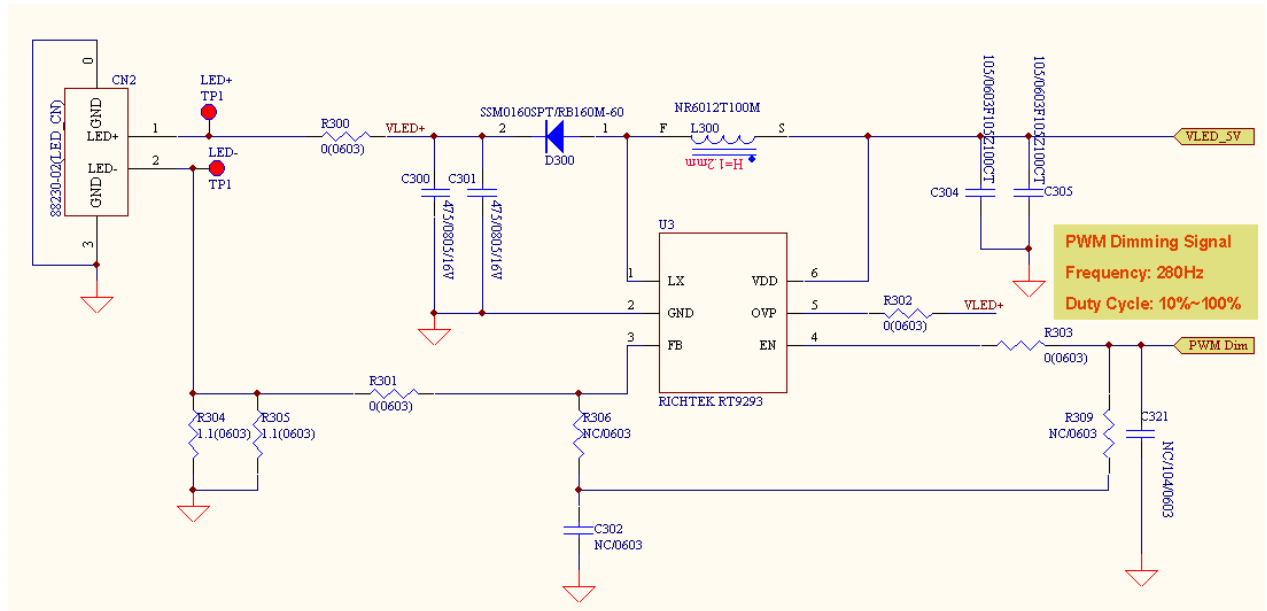 0
CN2
88230-02(LED_CN)
GND
LED+
LED-
GND
1
2
3
LED+
TP1
LED-
TP1
R300
0(0603)
VLED+
SSM0160SPT/RB160M-60
2
1
D300
NR6012T100M
F
L300
S
H=1.2mm
105/0603F105Z100CT
105/0603F105Z100CT
C304
C305
VLED_5V
C300
C301
475/0805/16V
475/0805/16V
U3
1
LX
VDD
6
2
GND
OVP
5
3
FB
EN
4
RICHTEK RT9293
R302
0(0603)
VLED+
R303
0(0603)
PWM Dimming Signal
Frequency: 280Hz
Duty Cycle: 10%~100%
PWM Dim
R301
0(0603)
R304
1.1(0603)
R305
1.1(0603)
R306
NC/0603
R309
NC/0603
C321
NC/104/0603
C302
NC/0603